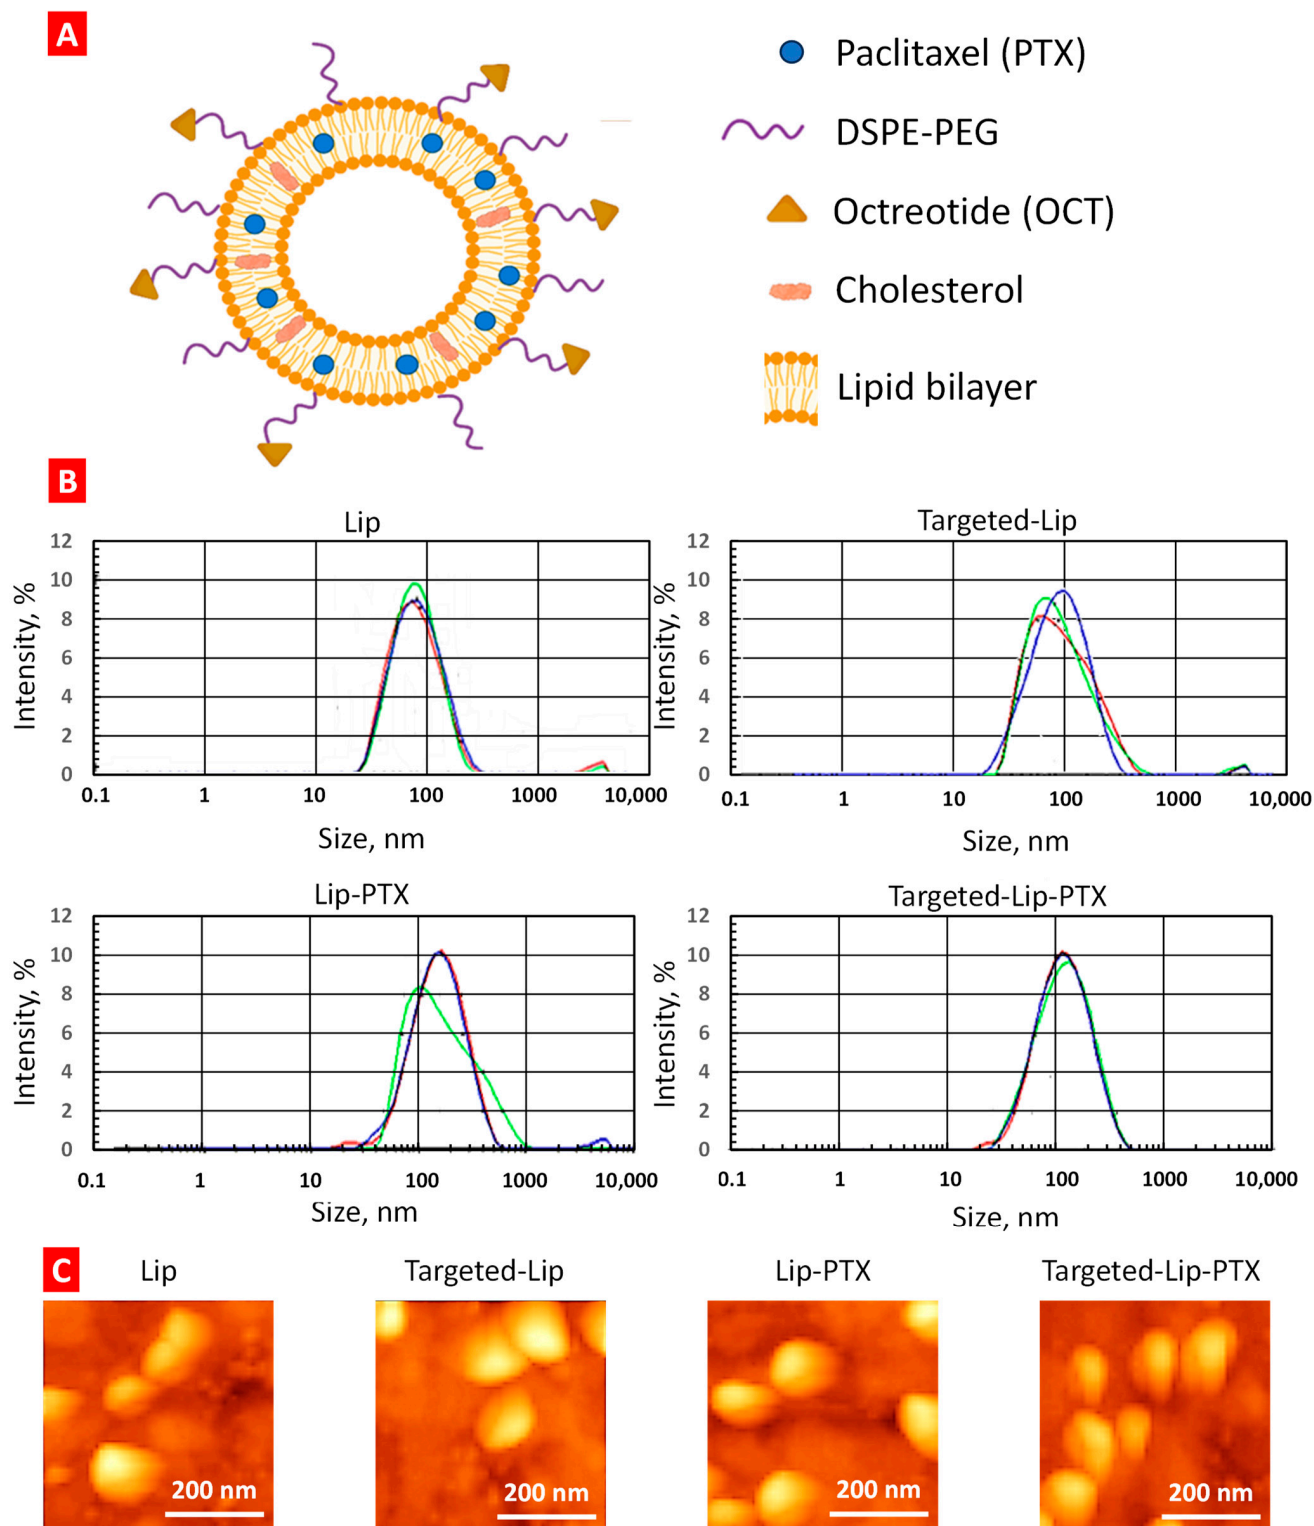 A
Paclitaxel (PTX)
DSPE-PEG
Octreotide (OCT)
Cholesterol
Lipid bilayer
B
Lip
Intensity, %
12
10
8
6
4
2
0
0.1 1 10 100 1000 10,000
Size, nm
Targeted-Lip
Intensity, %
12
10
8
6
4
2
0
0.1 1 10 100 1000 10,000
Size, nm
Lip-PTX
Intensity, %
12
10
8
6
4
2
0
0.1 1 10 100 1000 10,000
Size, nm
Targeted-Lip-PTX
Intensity, %
12
10
8
6
4
2
0
0.1 1 10 100 1000 10,000
Size, nm
C
Lip
Targeted-Lip
Lip-PTX
Targeted-Lip-PTX
200 nm
200 nm
200 nm
200 nm